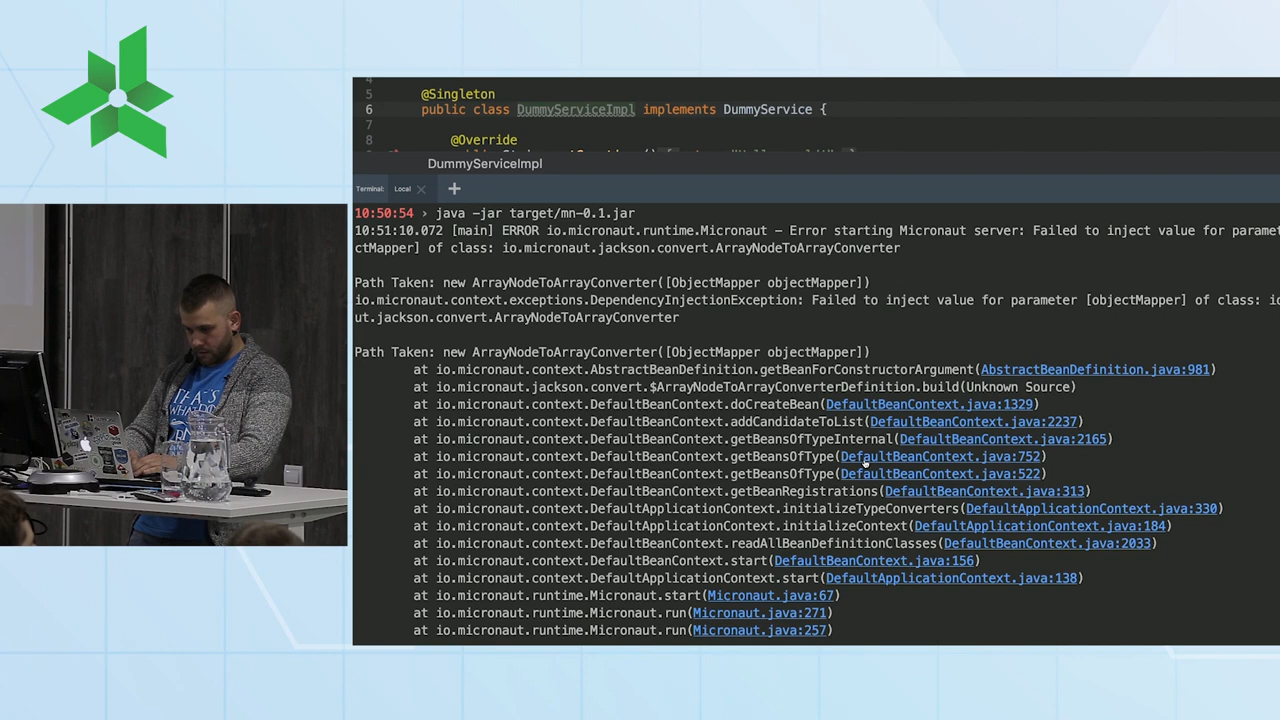 4
5 @Singleton
6 public class DummyServiceImpl implements DummyService {
7
8 @Override
DummyServiceImpl
Terminal: Local
10:50:54 › java -jar target/mn-0.1.jar
10:51:10.072 [main] ERROR io.micronaut.runtime.Micronaut - Error starting Micronaut server: Failed to inject value for paramet
ctMapper] of class: io.micronaut.jackson.convert.ArrayNodeToArrayConverter
Path Taken: new ArrayNodeToArrayConverter([ObjectMapper objectMapper])
io.micronaut.context.exceptions.DependencyInjectionException: Failed to inject value for parameter [objectMapper] of class: io
ut.jackson.convert.ArrayNodeToArrayConverter
Path Taken: new ArrayNodeToArrayConverter([ObjectMapper objectMapper])
at io.micronaut.context.AbstractBeanDefinition.getBeanForConstructorArgument(AbstractBeanDefinition.java:981)
at io.micronaut.jackson.convert.$ArrayNodeToArrayConverterDefinition.build(Unknown Source)
at io.micronaut.context.DefaultBeanContext.doCreateBean(DefaultBeanContext.java:1329)
at io.micronaut.context.DefaultBeanContext.addCandidateToList(DefaultBeanContext.java:2237)
at io.micronaut.context.DefaultBeanContext.getBeansOfTypeInternal(DefaultBeanContext.java:2165)
at io.micronaut.context.DefaultBeanContext.getBeansOfType(DefaultBeanContext.java:752)
at io.micronaut.context.DefaultBeanContext.getBeansOfType(DefaultBeanContext.java:522)
at io.micronaut.context.DefaultBeanContext.getBeanRegistrations(DefaultBeanContext.java:313)
at io.micronaut.context.DefaultApplicationContext.initializeTypeConverters(DefaultApplicationContext.java:330)
at io.micronaut.context.DefaultApplicationContext.initializeContext(DefaultApplicationContext.java:184)
at io.micronaut.context.DefaultBeanContext.readAllBeanDefinitionClasses(DefaultBeanContext.java:2033)
at io.micronaut.context.DefaultBeanContext.start(DefaultBeanContext.java:156)
at io.micronaut.context.DefaultApplicationContext.start(DefaultApplicationContext.java:138)
at io.micronaut.runtime.Micronaut.start(Micronaut.java:67)
at io.micronaut.runtime.Micronaut.run(Micronaut.java:271)
at io.micronaut.runtime.Micronaut.run(Micronaut.java:257)
THAT'S
WHAT